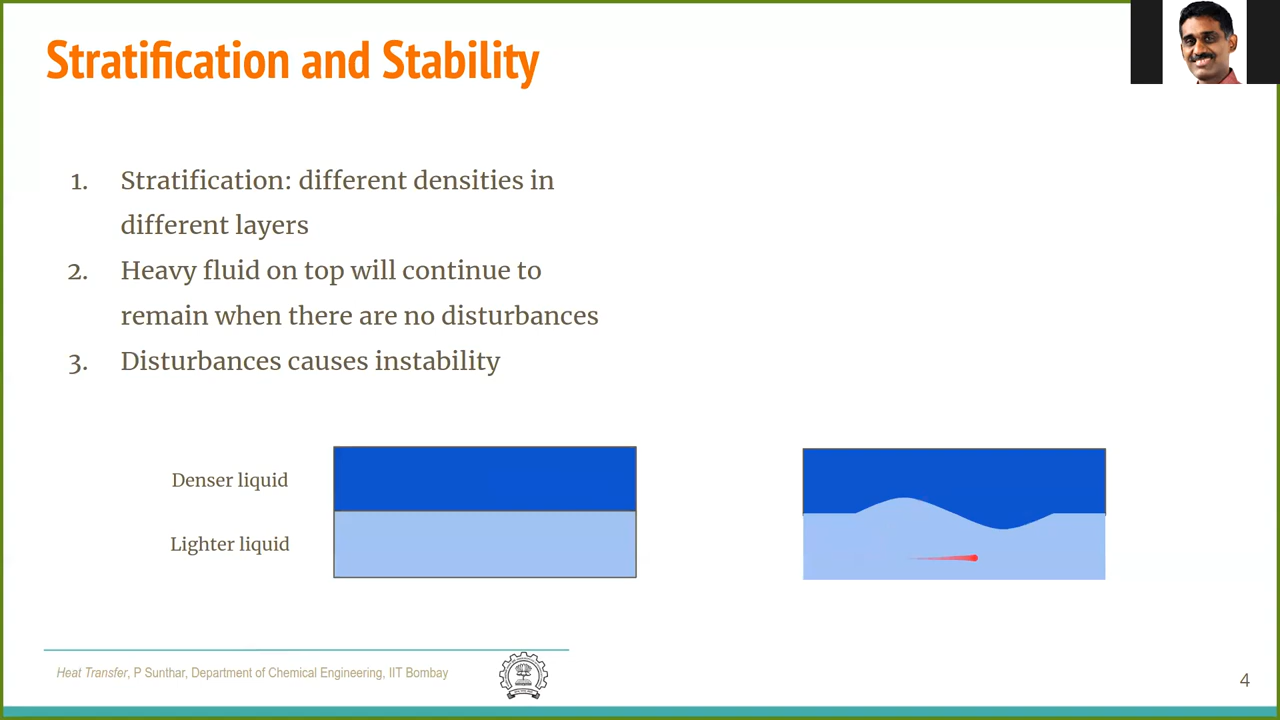 Stratification and Stability
1. Stratification: different densities in
different layers
2. Heavy fluid on top will continue to
remain when there are no disturbances
3. Disturbances causes instability
Denser liquid
Lighter liquid
Heat Transfer, P Sunthar, Department of Chemical Engineering, IIT Bombay
4